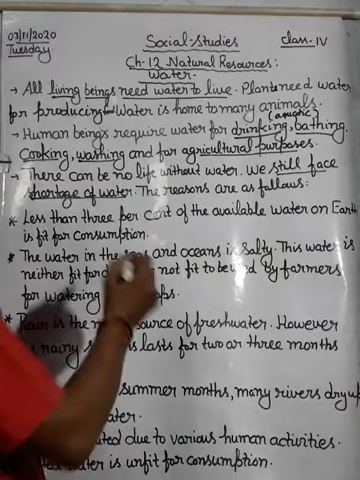 03/11/2020 Social-Studies Class-IV
Tuesday
Ch-12 Natural Resources:
Water-
→ All living beings need water to live. Plants need water
for producing food. Water is home to many animals.
(aquatic)
→ Human beings require water for drinking, bathing,
Cooking, washing and for agricultural purposes.
→ There can be no life without water. We still face
shortage of water. The reasons are as follows:
* Less than three per cent of the available water on Earth
is fit for consumption.
* The water in the seas and oceans is salty. This water is
neither fit for not fit to be used by farmers
for watering
* Rain is the source of freshwater. However
rainy lasts for two or three months
summer months, many rivers dry up
due to various human activities.
water is unfit for consumption.